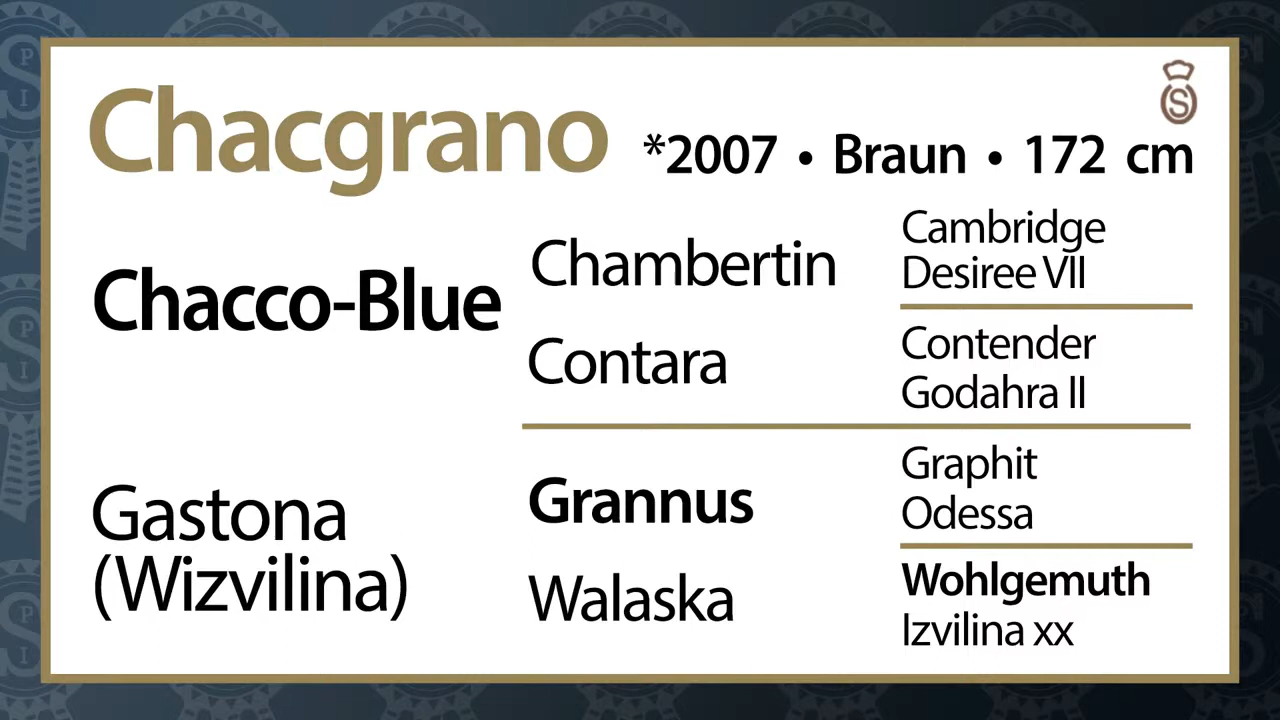 Chacgrano *2007 • Braun • 172 cm
Chacco-Blue
Chambertin
Cambridge
Desiree VII
Contara
Contender
Godahra II
Gastona
(Wizvilina)
Grannus
Graphit
Odessa
Walaska
Wohlgemuth
Izvilina xx
S